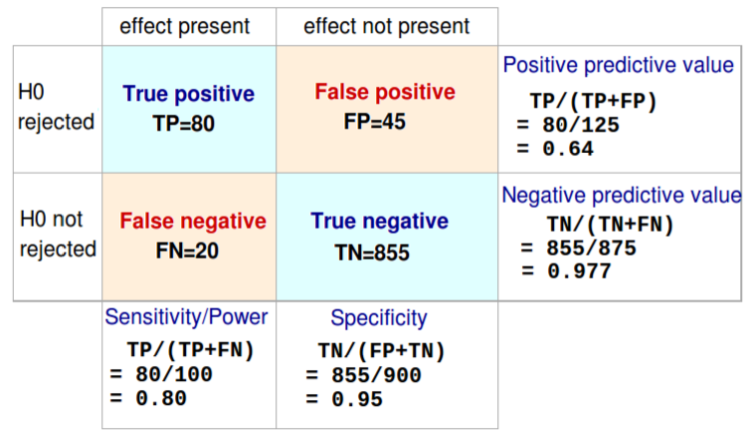 effect present
effect not present
H0
rejected
True positive
TP=80
False positive
FP=45
Positive predictive value
TP/(TP+FP)
= 80/125
= 0.64
H0 not
rejected
False negative
FN=20
True negative
TN=855
Negative predictive value
TN/(TN+FN)
= 855/875
= 0.977
Sensitivity/Power
TP/(TP+FN)
= 80/100
= 0.80
Specificity
TN/(FP+TN)
= 855/900
= 0.95